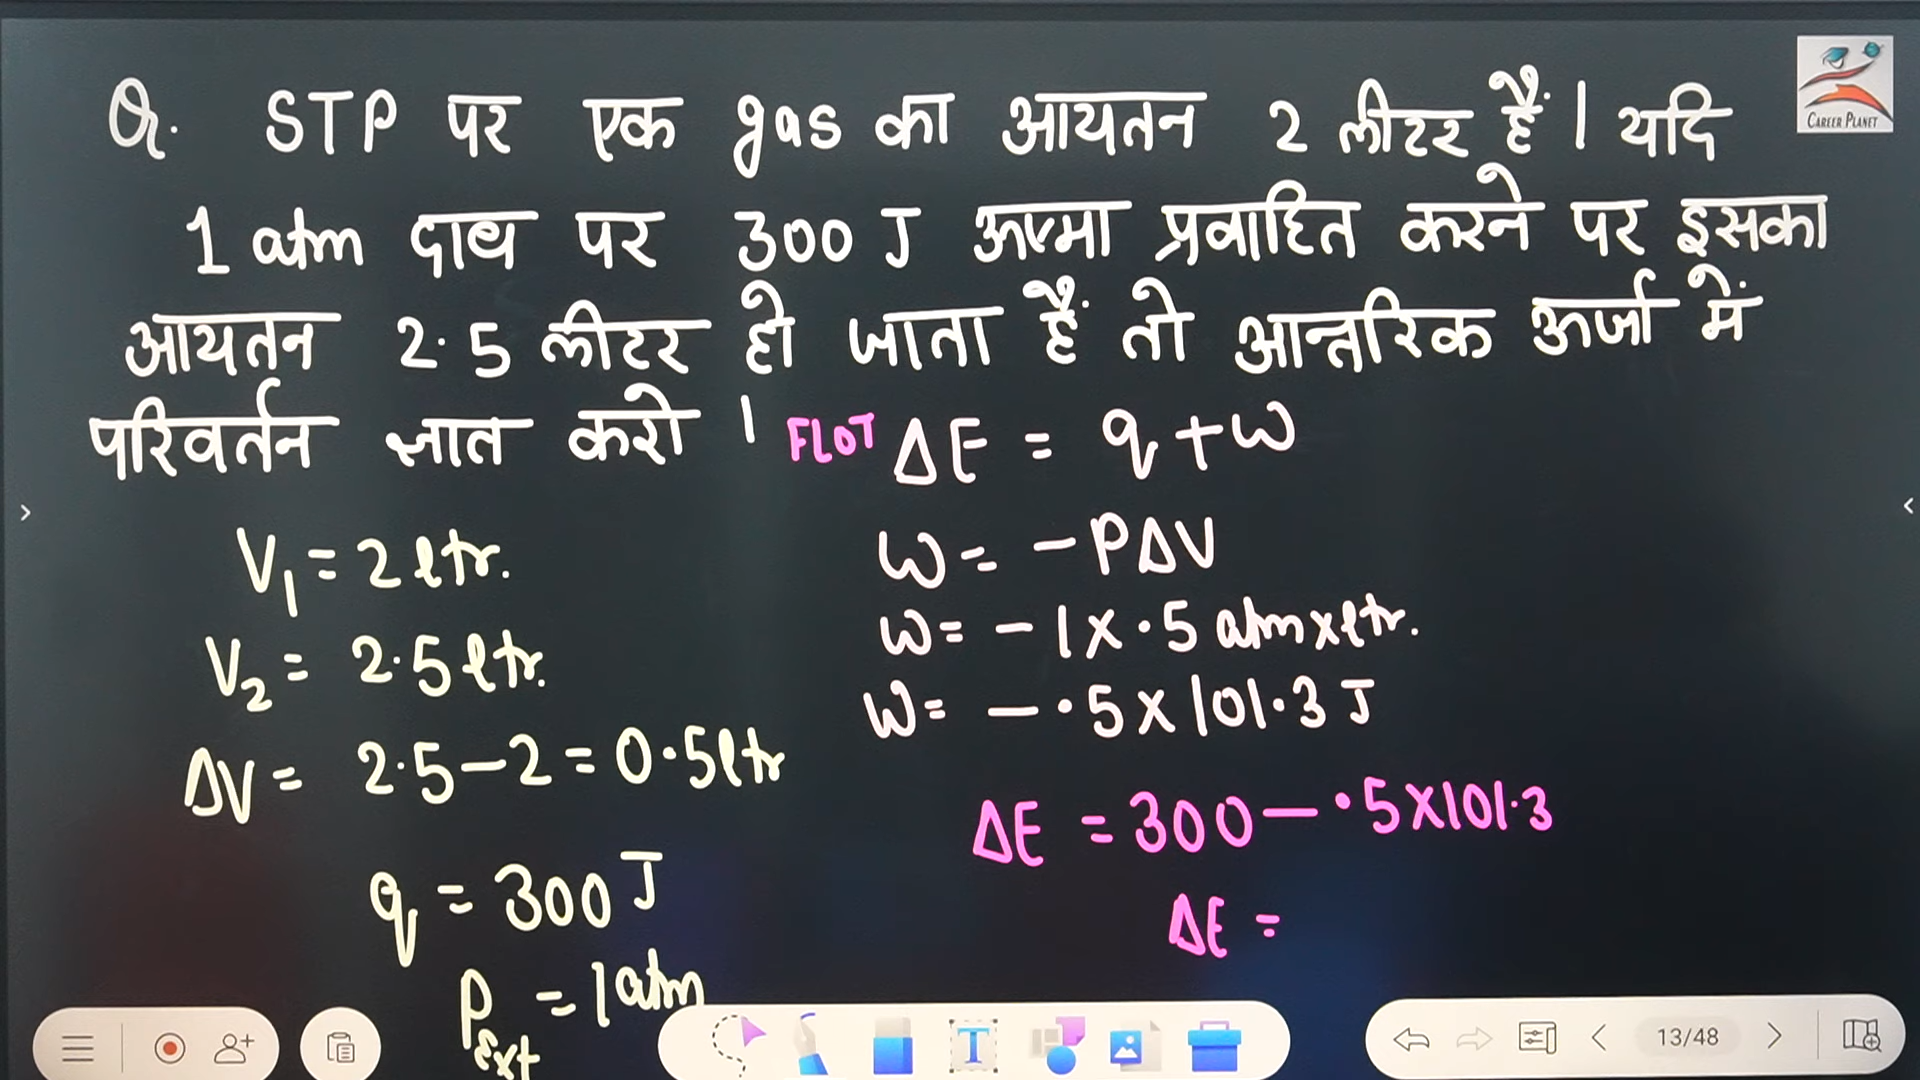 Q. STP पर एक gas का आयतन 2 लीटर हैं। यदि
1 atm दाब पर 300 J ऊष्मा प्रवाहित करने पर इसका
आयतन 2.5 लीटर हो जाता हैं तो आन्तरिक ऊर्जा में
परिवर्तन ज्ञात करो।
V₁ = 2 ltr.
V₂ = 2.5 ltr.
ΔV = 2.5 - 2 = 0.5 ltr
q = 300 J
P_Ext = 1 atm
FLOT ΔE = q + W
W = - PΔV
W = - 1 × .5 atm × ltr.
W = - .5 × 101.3 J
ΔE = 300 - .5 × 101.3
ΔE =
CAREER PLANET
13/48